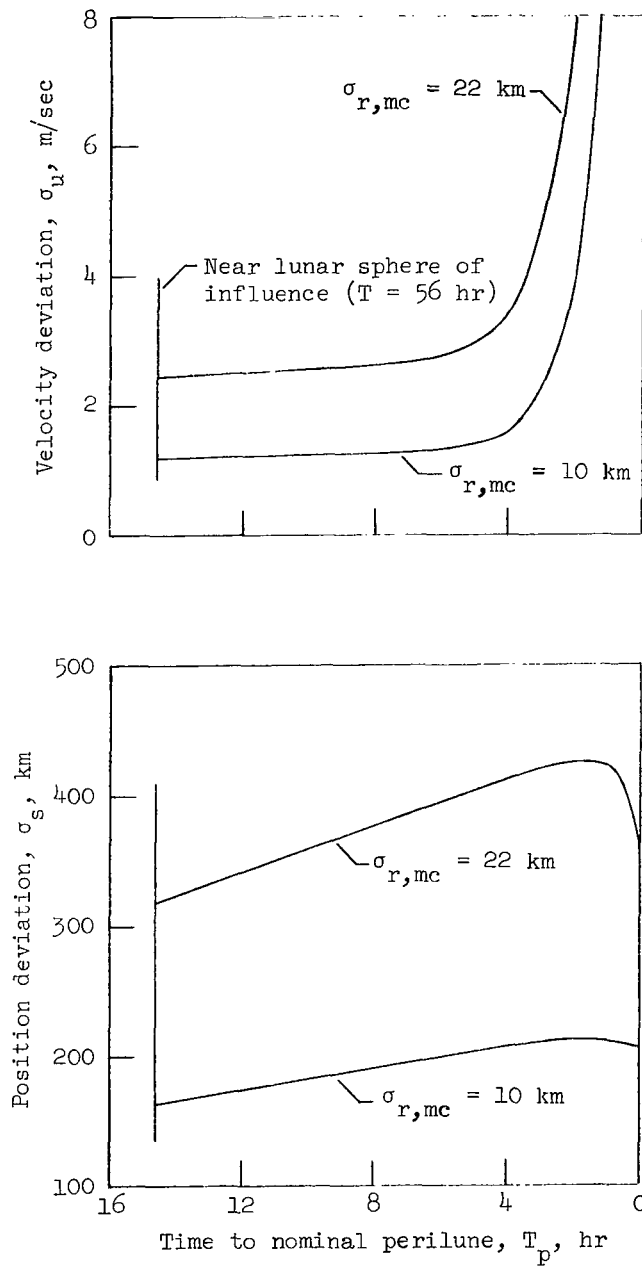 8
6
4
2
0
Velocity deviation, σu, m/sec
σr,mc = 22 km
Near lunar sphere of
influence (T = 56 hr)
σr,mc = 10 km
500
400
300
200
100
Position deviation, σs, km
σr,mc = 22 km
σr,mc = 10 km
16 12 8 4 0
Time to nominal perilune, Tp, hr